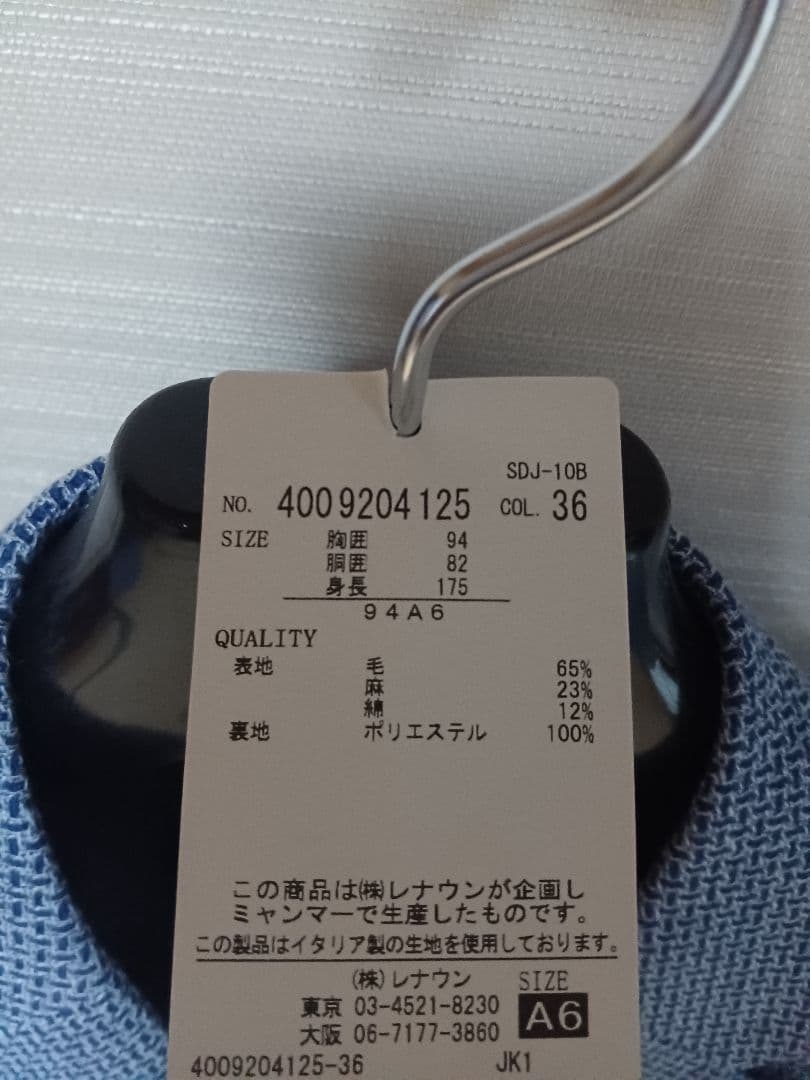 SDJ-10B
NO. 4009204125 COL. 36
SIZE 胸囲 94
胴囲 82
身長 175
94A6
QUALITY
表地 毛 65%
麻 23%
綿 12%
裏地 ポリエステル 100%
この商品は㈱レナウンが企画し
ミャンマーで生産したものです。
この製品はイタリア製の生地を使用しております。
(株)レナウン SIZE
東京 03-4521-8230 A6
大阪 06-7177-3860
4009204125-36 JK1